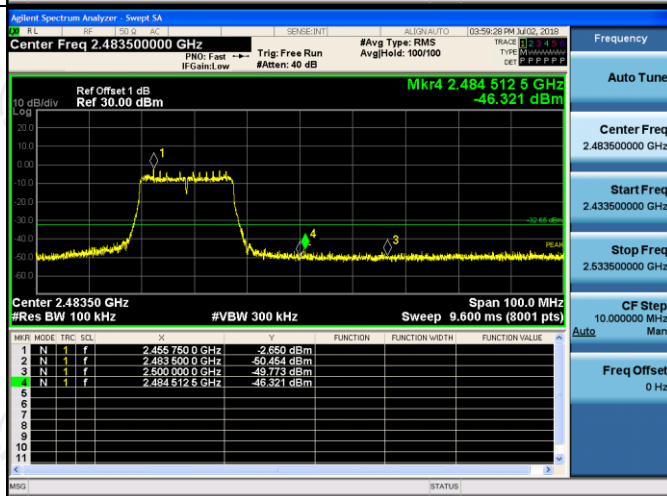 Agilent Spectrum Analyzer - Swept SA
RL RF 50 Ω AC SENSE:INT ALIGN AUTO 03:59:28 PM Jul 02, 2018
Center Freq 2.483500000 GHz
PNO: Fast
IFGain:Low
Trig: Free Run
#Atten: 40 dB
#Avg Type: RMS
Avg|Hold: 100/100
TRACE 1 2 3 4 5 6
TYPE M
DET P P P P P P
Frequency
Mkr4 2.484 512 5 GHz
-46.321 dBm
Ref Offset 1 dB
10 dB/div Ref 30.00 dBm
Log
20.0
10.0
0.00
-10.0
-20.0
-30.0
-40.0
-50.0
-60.0
1
4
3
-32.65 dBm
PEAK
Center 2.48350 GHz Span 100.0 MHz
#Res BW 100 kHz #VBW 300 kHz Sweep 9.600 ms (8001 pts)
MKR MODE TRC SCL X Y FUNCTION FUNCTION WIDTH FUNCTION VALUE
1 N 1 f 2.455 750 0 GHz -2.650 dBm
2 N 1 f 2.483 500 0 GHz -50.454 dBm
3 N 1 f 2.500 000 0 GHz -49.773 dBm
4 N 1 f 2.484 512 5 GHz -46.321 dBm
5
6
7
8
9
10
11
MSG STATUS
Auto Tune
Center Freq
2.483500000 GHz
Start Freq
2.433500000 GHz
Stop Freq
2.533500000 GHz
CF Step
10.000000 MHz
Auto Man
Freq Offset
0 Hz